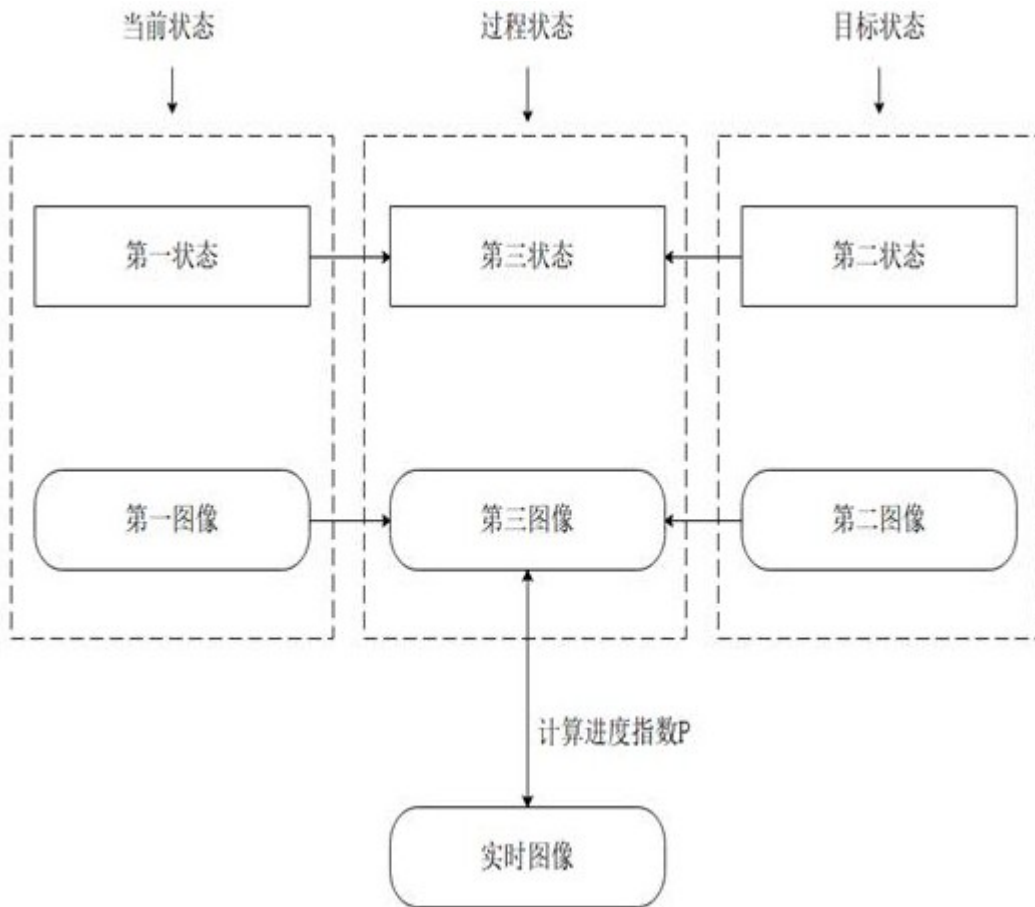 当前状态
过程状态
目标状态
第一状态
第三状态
第二状态
第一图像
第三图像
第二图像
计算进度指数P
实时图像